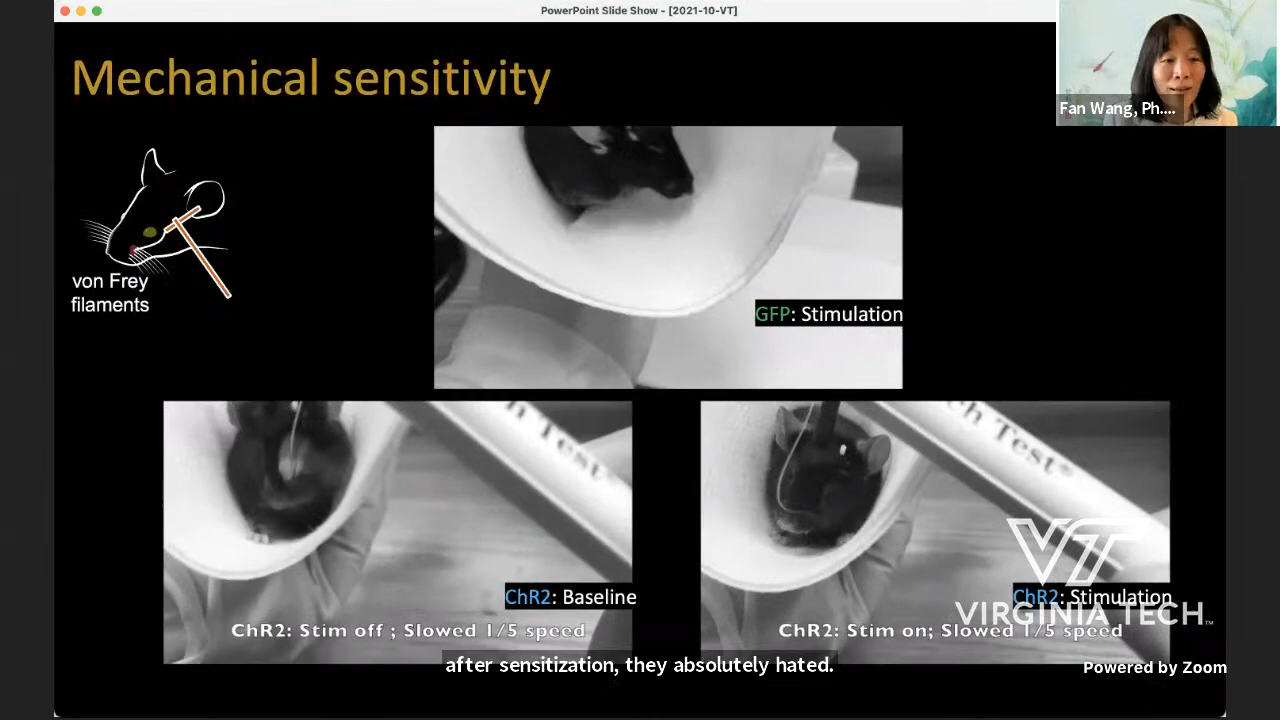 PowerPoint Slide Show - [2021-10-VT]
Fan Wang, Ph....
Mechanical sensitivity
von Frey
filaments
GFP: Stimulation
h Test
ch Test
ChR2: Baseline
ChR2: Stimulation
VT
VIRGINIA TECH™
ChR2: Stim off ; Slowed 1/5 speed
ChR2: Stim on; Slowed 1/5 speed
after sensitization, they absolutely hated.
Powered by Zoom